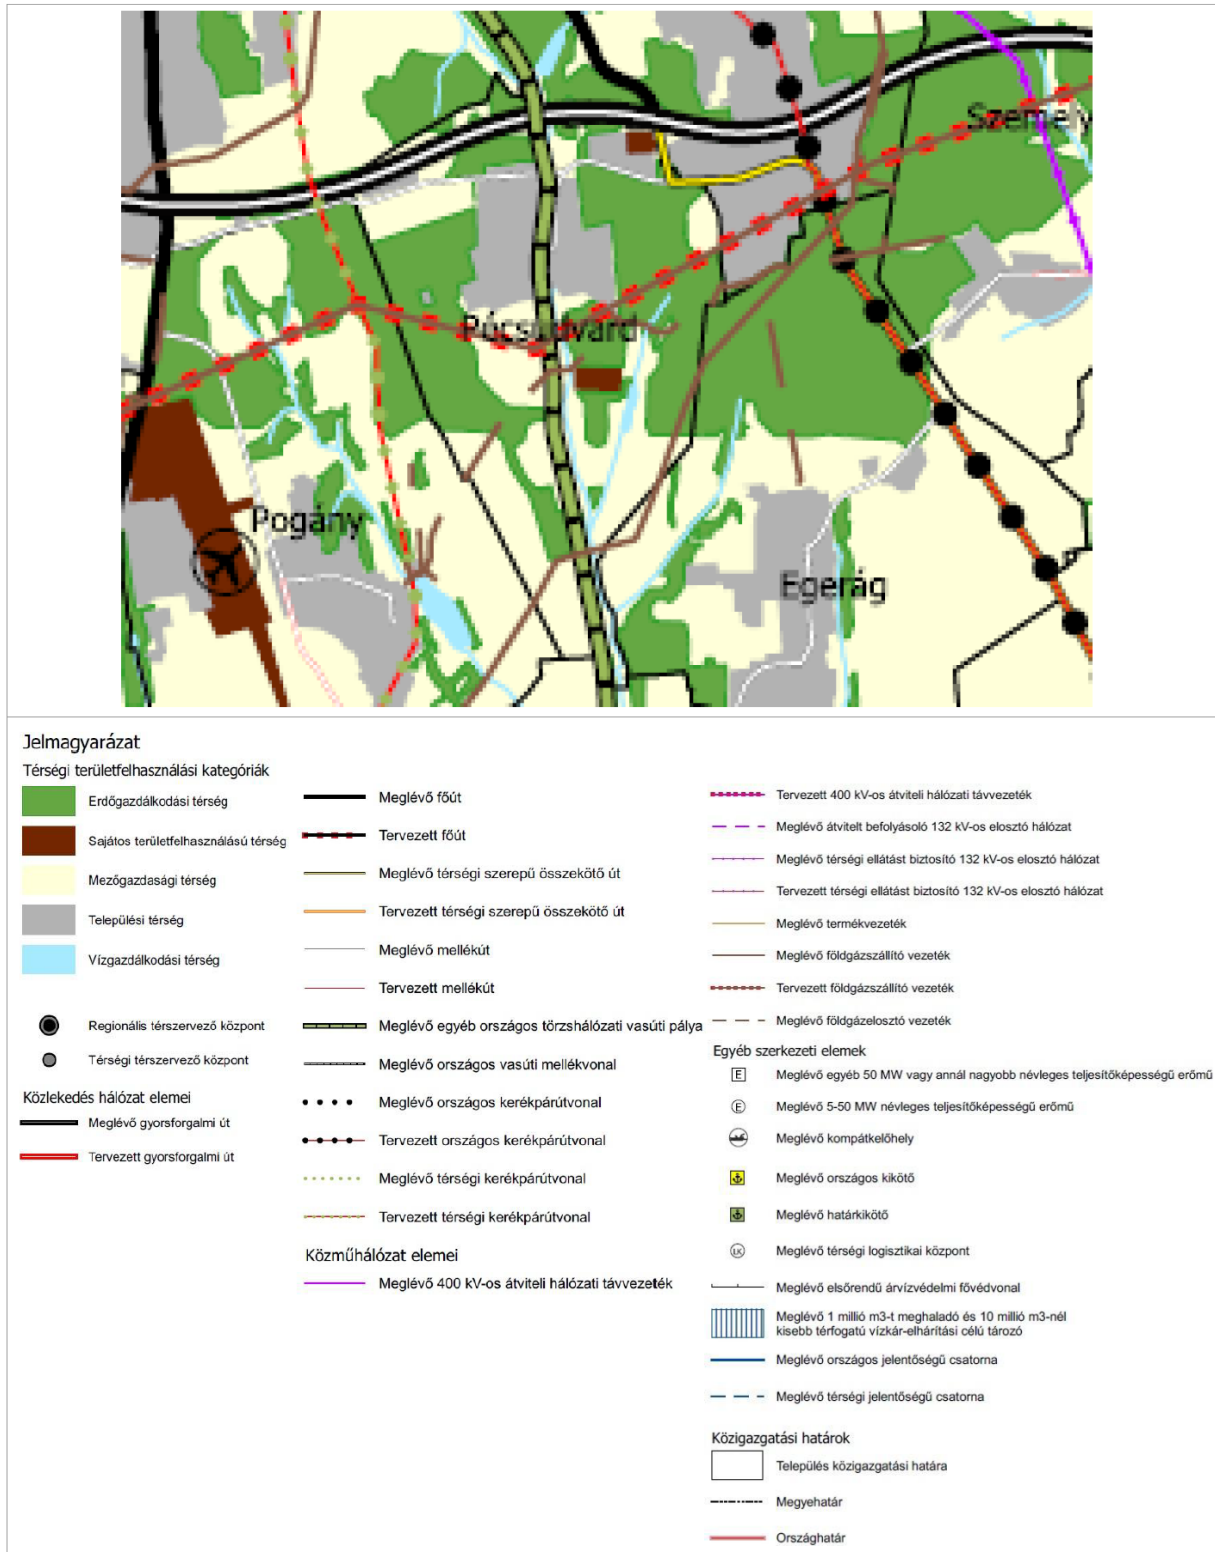 Szemely
Pócsudvard
Pogány
Egerág
Jelmagyarázat
Térségi területfelhasználási kategóriák
Erdőgazdálkodási térség
Sajátos területfelhasználású térség
Mezőgazdasági térség
Települési térség
Vízgazdálkodási térség
Regionális térszervező központ
Térségi térszervező központ
Közlekedés hálózat elemei
Meglévő gyorsforgalmi út
Tervezett gyorsforgalmi út
Meglévő főút
Tervezett főút
Meglévő térségi szerepű összekötő út
Tervezett térségi szerepű összekötő út
Meglévő mellékút
Tervezett mellékút
Meglévő egyéb országos törzshálózati vasúti pálya
Meglévő országos vasúti mellékvonal
Meglévő országos kerékpárútvonal
Tervezett országos kerékpárútvonal
Meglévő térségi kerékpárútvonal
Tervezett térségi kerékpárútvonal
Közműhálózat elemei
Meglévő 400 kV-os átviteli hálózati távvezeték
Tervezett 400 kV-os átviteli hálózati távvezeték
Meglévő átvitelt befolyásoló 132 kV-os elosztó hálózat
Meglévő térségi ellátást biztosító 132 kV-os elosztó hálózat
Tervezett térségi ellátást biztosító 132 kV-os elosztó hálózat
Meglévő termékvezeték
Meglévő földgázszállító vezeték
Tervezett földgázszállító vezeték
Meglévő földgázelosztó vezeték
Egyéb szerkezeti elemek
E Meglévő egyéb 50 MW vagy annál nagyobb névleges teljesítőképességű erőmű
E Meglévő 5-50 MW névleges teljesítőképességű erőmű
Meglévő kompátkelőhely
Meglévő országos kikötő
Meglévő határkikötő
LK Meglévő térségi logisztikai központ
Meglévő elsőrendű árvízvédelmi fővédvonal
Meglévő 1 millió m3-t meghaladó és 10 millió m3-nél
kisebb térfogatú vízkár-elhárítási célú tározó
Meglévő országos jelentőségű csatorna
Meglévő térségi jelentőségű csatorna
Közigazgatási határok
Település közigazgatási határa
Megyehatár
Országhatár